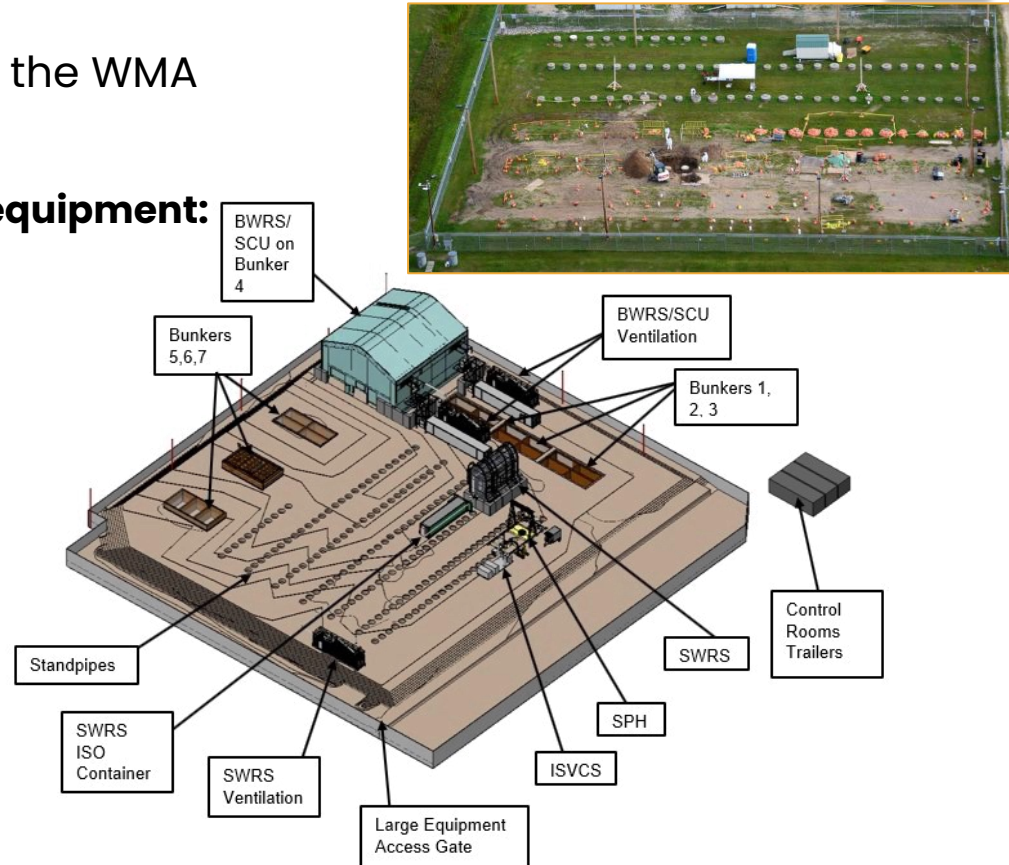 the WMA
equipment:
BWRS/
SCU on
Bunker
4
BWRS/SCU
Ventilation
Bunkers
5,6,7
Bunkers 1,
2, 3
Control
Rooms
Trailers
Standpipes
SWRS
SPH
SWRS
ISO
Container
SWRS
Ventilation
ISVCS
Large Equipment
Access Gate